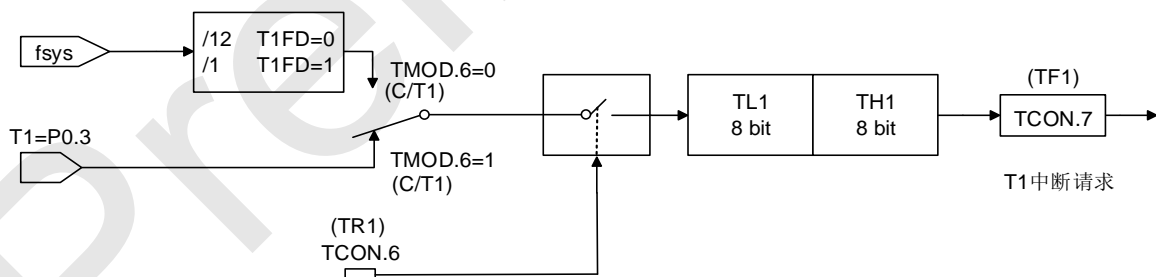 fsys
/12 T1FD=0
/1 T1FD=1
TMOD.6=0
(C/T1)
T1=P0.3
TMOD.6=1
(C/T1)
(TR1)
TCON.6
TL1
8 bit
TH1
8 bit
(TF1)
TCON.7
T1中断请求